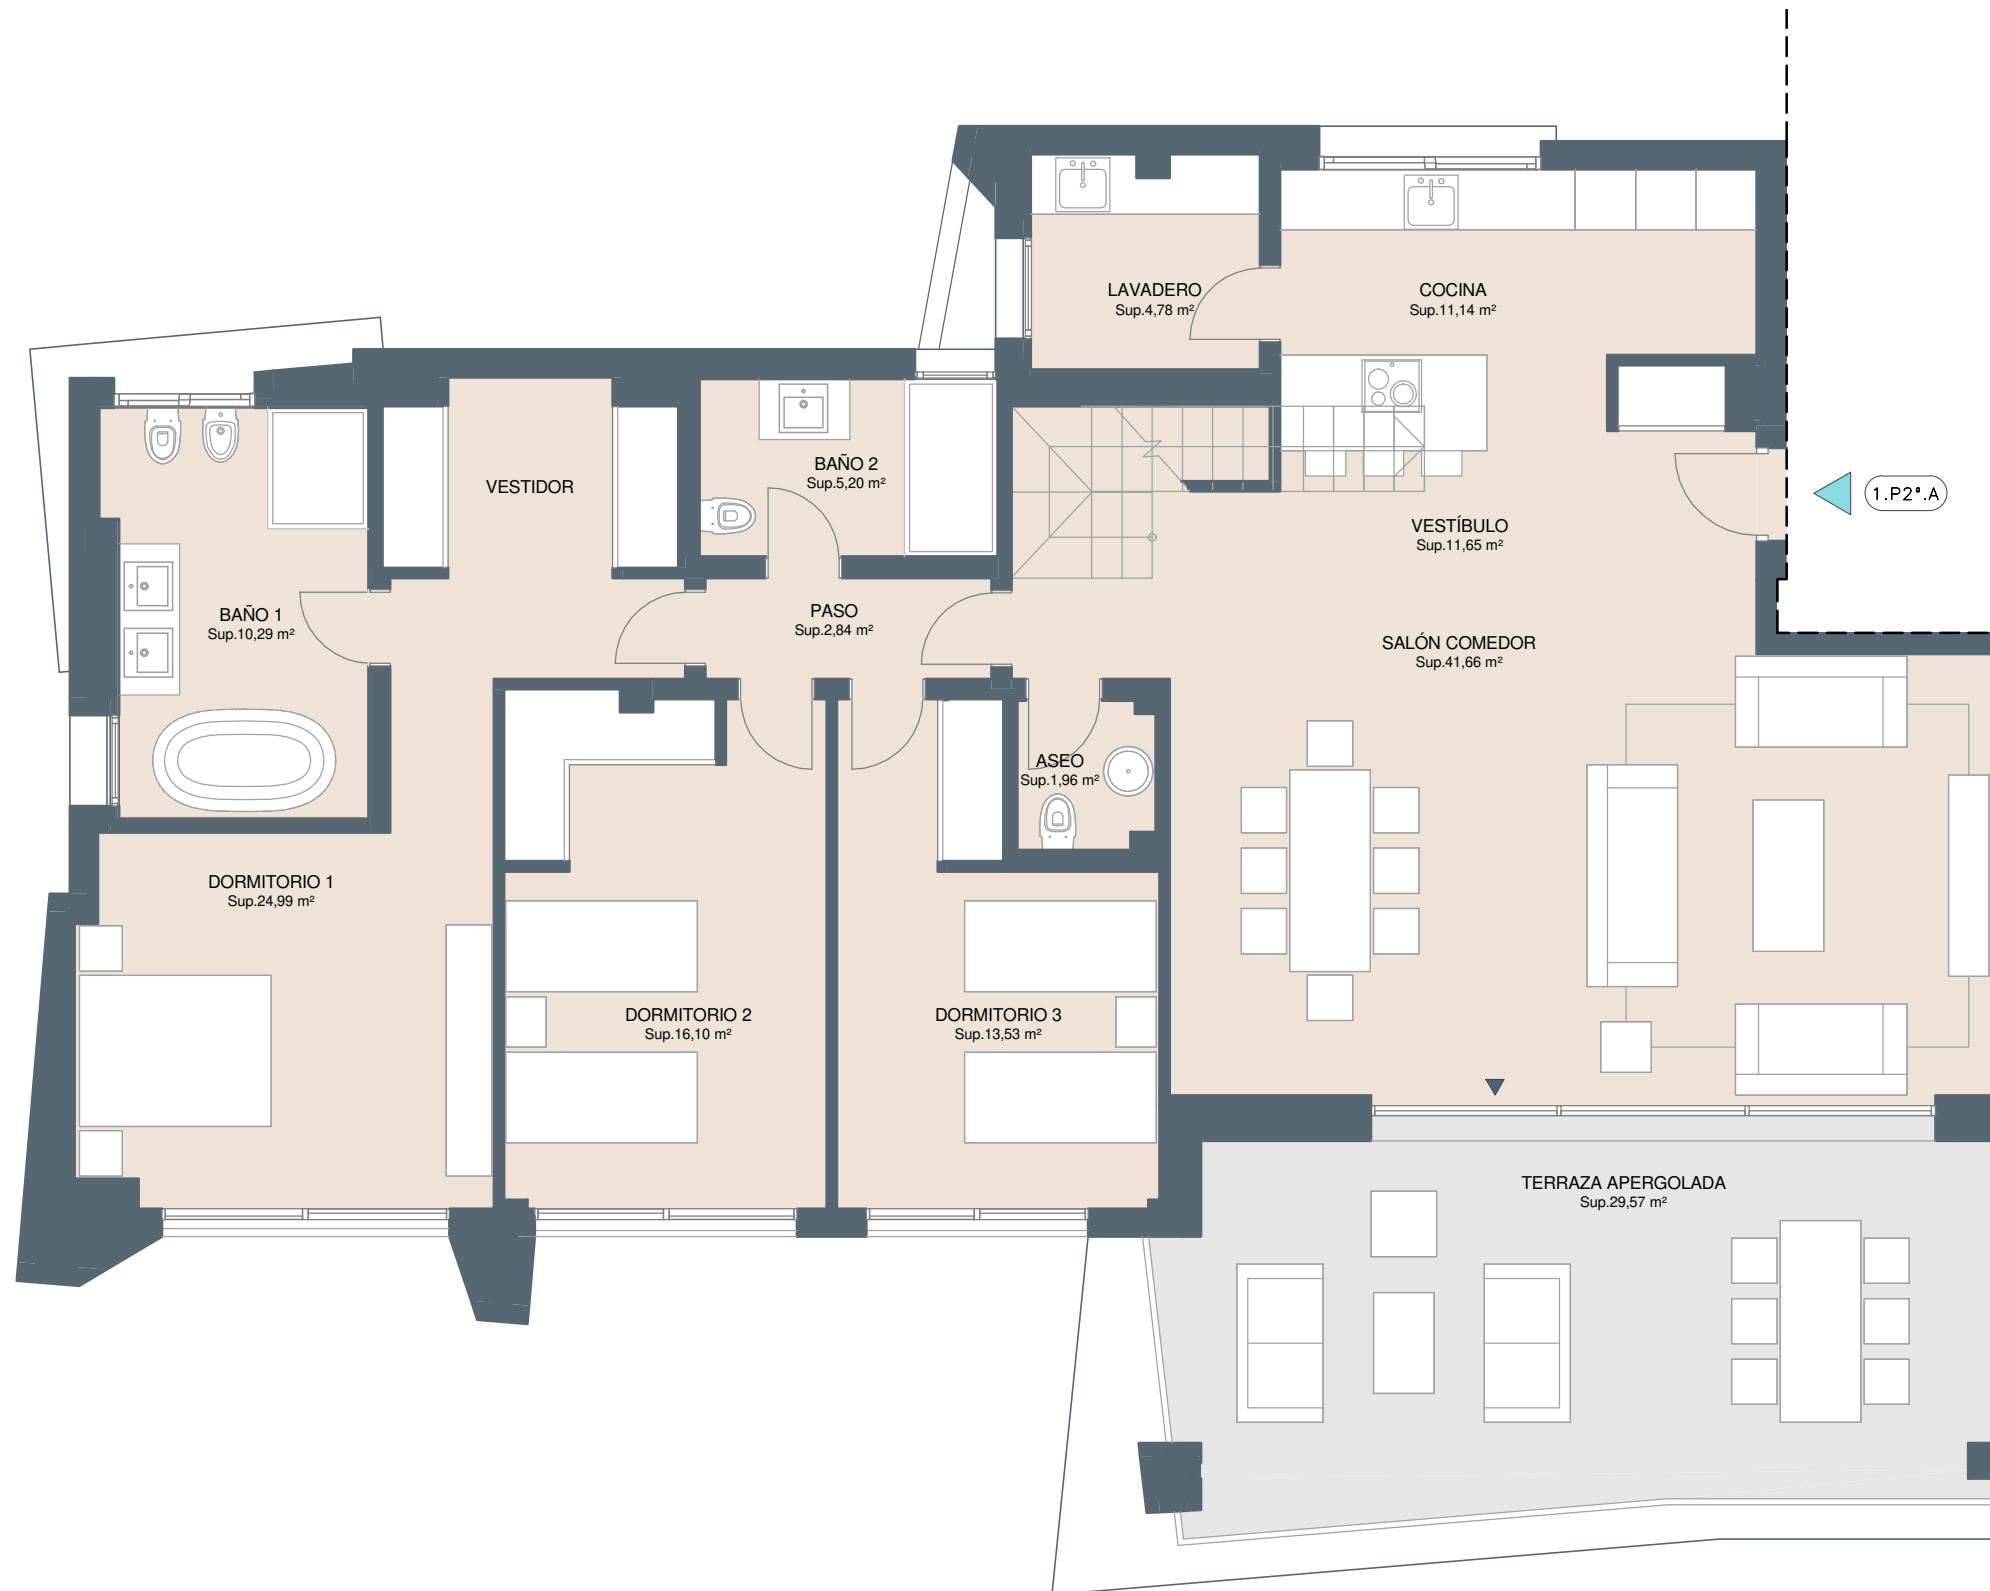 LAVADERO
Sup.4,78 m²
COCINA
Sup.11,14 m²
VESTIDOR
BAÑO 2
Sup.5,20 m²
1.P2ª.A
VESTÍBULO
Sup.11,65 m²
BAÑO 1
Sup.10,29 m²
PASO
Sup.2,84 m²
SALÓN COMEDOR
Sup.41,66 m²
ASEO
Sup.1,96 m²
DORMITORIO 1
Sup.24,99 m²
DORMITORIO 2
Sup.16,10 m²
DORMITORIO 3
Sup.13,53 m²
TERRAZA APERGOLADA
Sup.29,57 m²